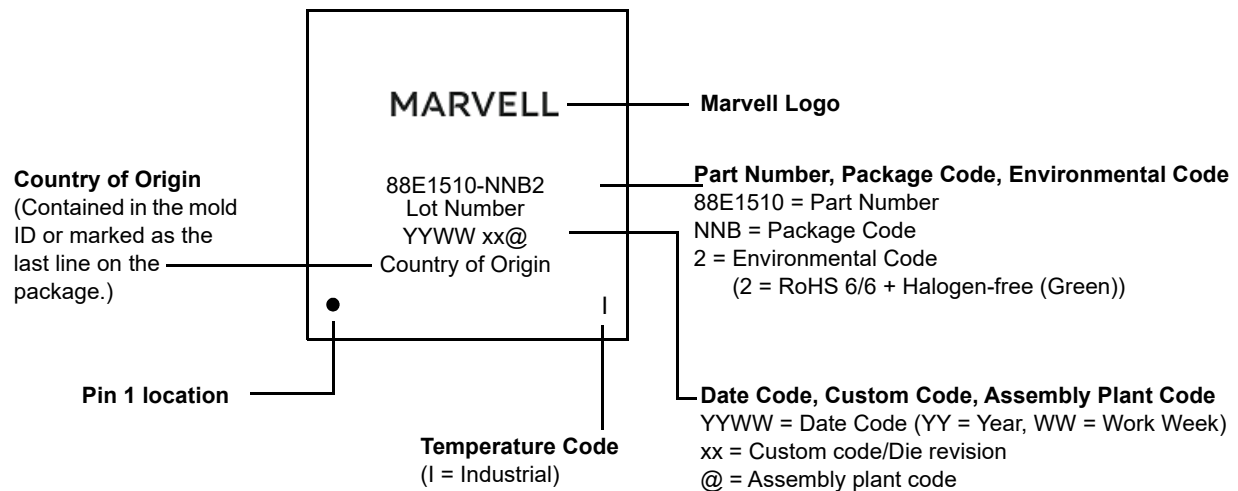 MARVELL
Marvell Logo
Country of Origin
(Contained in the mold
ID or marked as the
last line on the
package.)
88E1510-NNB2
Lot Number
YYWW xx@
Country of Origin
I
Part Number, Package Code, Environmental Code
88E1510 = Part Number
NNB = Package Code
2 = Environmental Code
(2 = RoHS 6/6 + Halogen-free (Green))
Pin 1 location
Temperature Code
(I = Industrial)
Date Code, Custom Code, Assembly Plant Code
YYWW = Date Code (YY = Year, WW = Work Week)
xx = Custom code/Die revision
@ = Assembly plant code